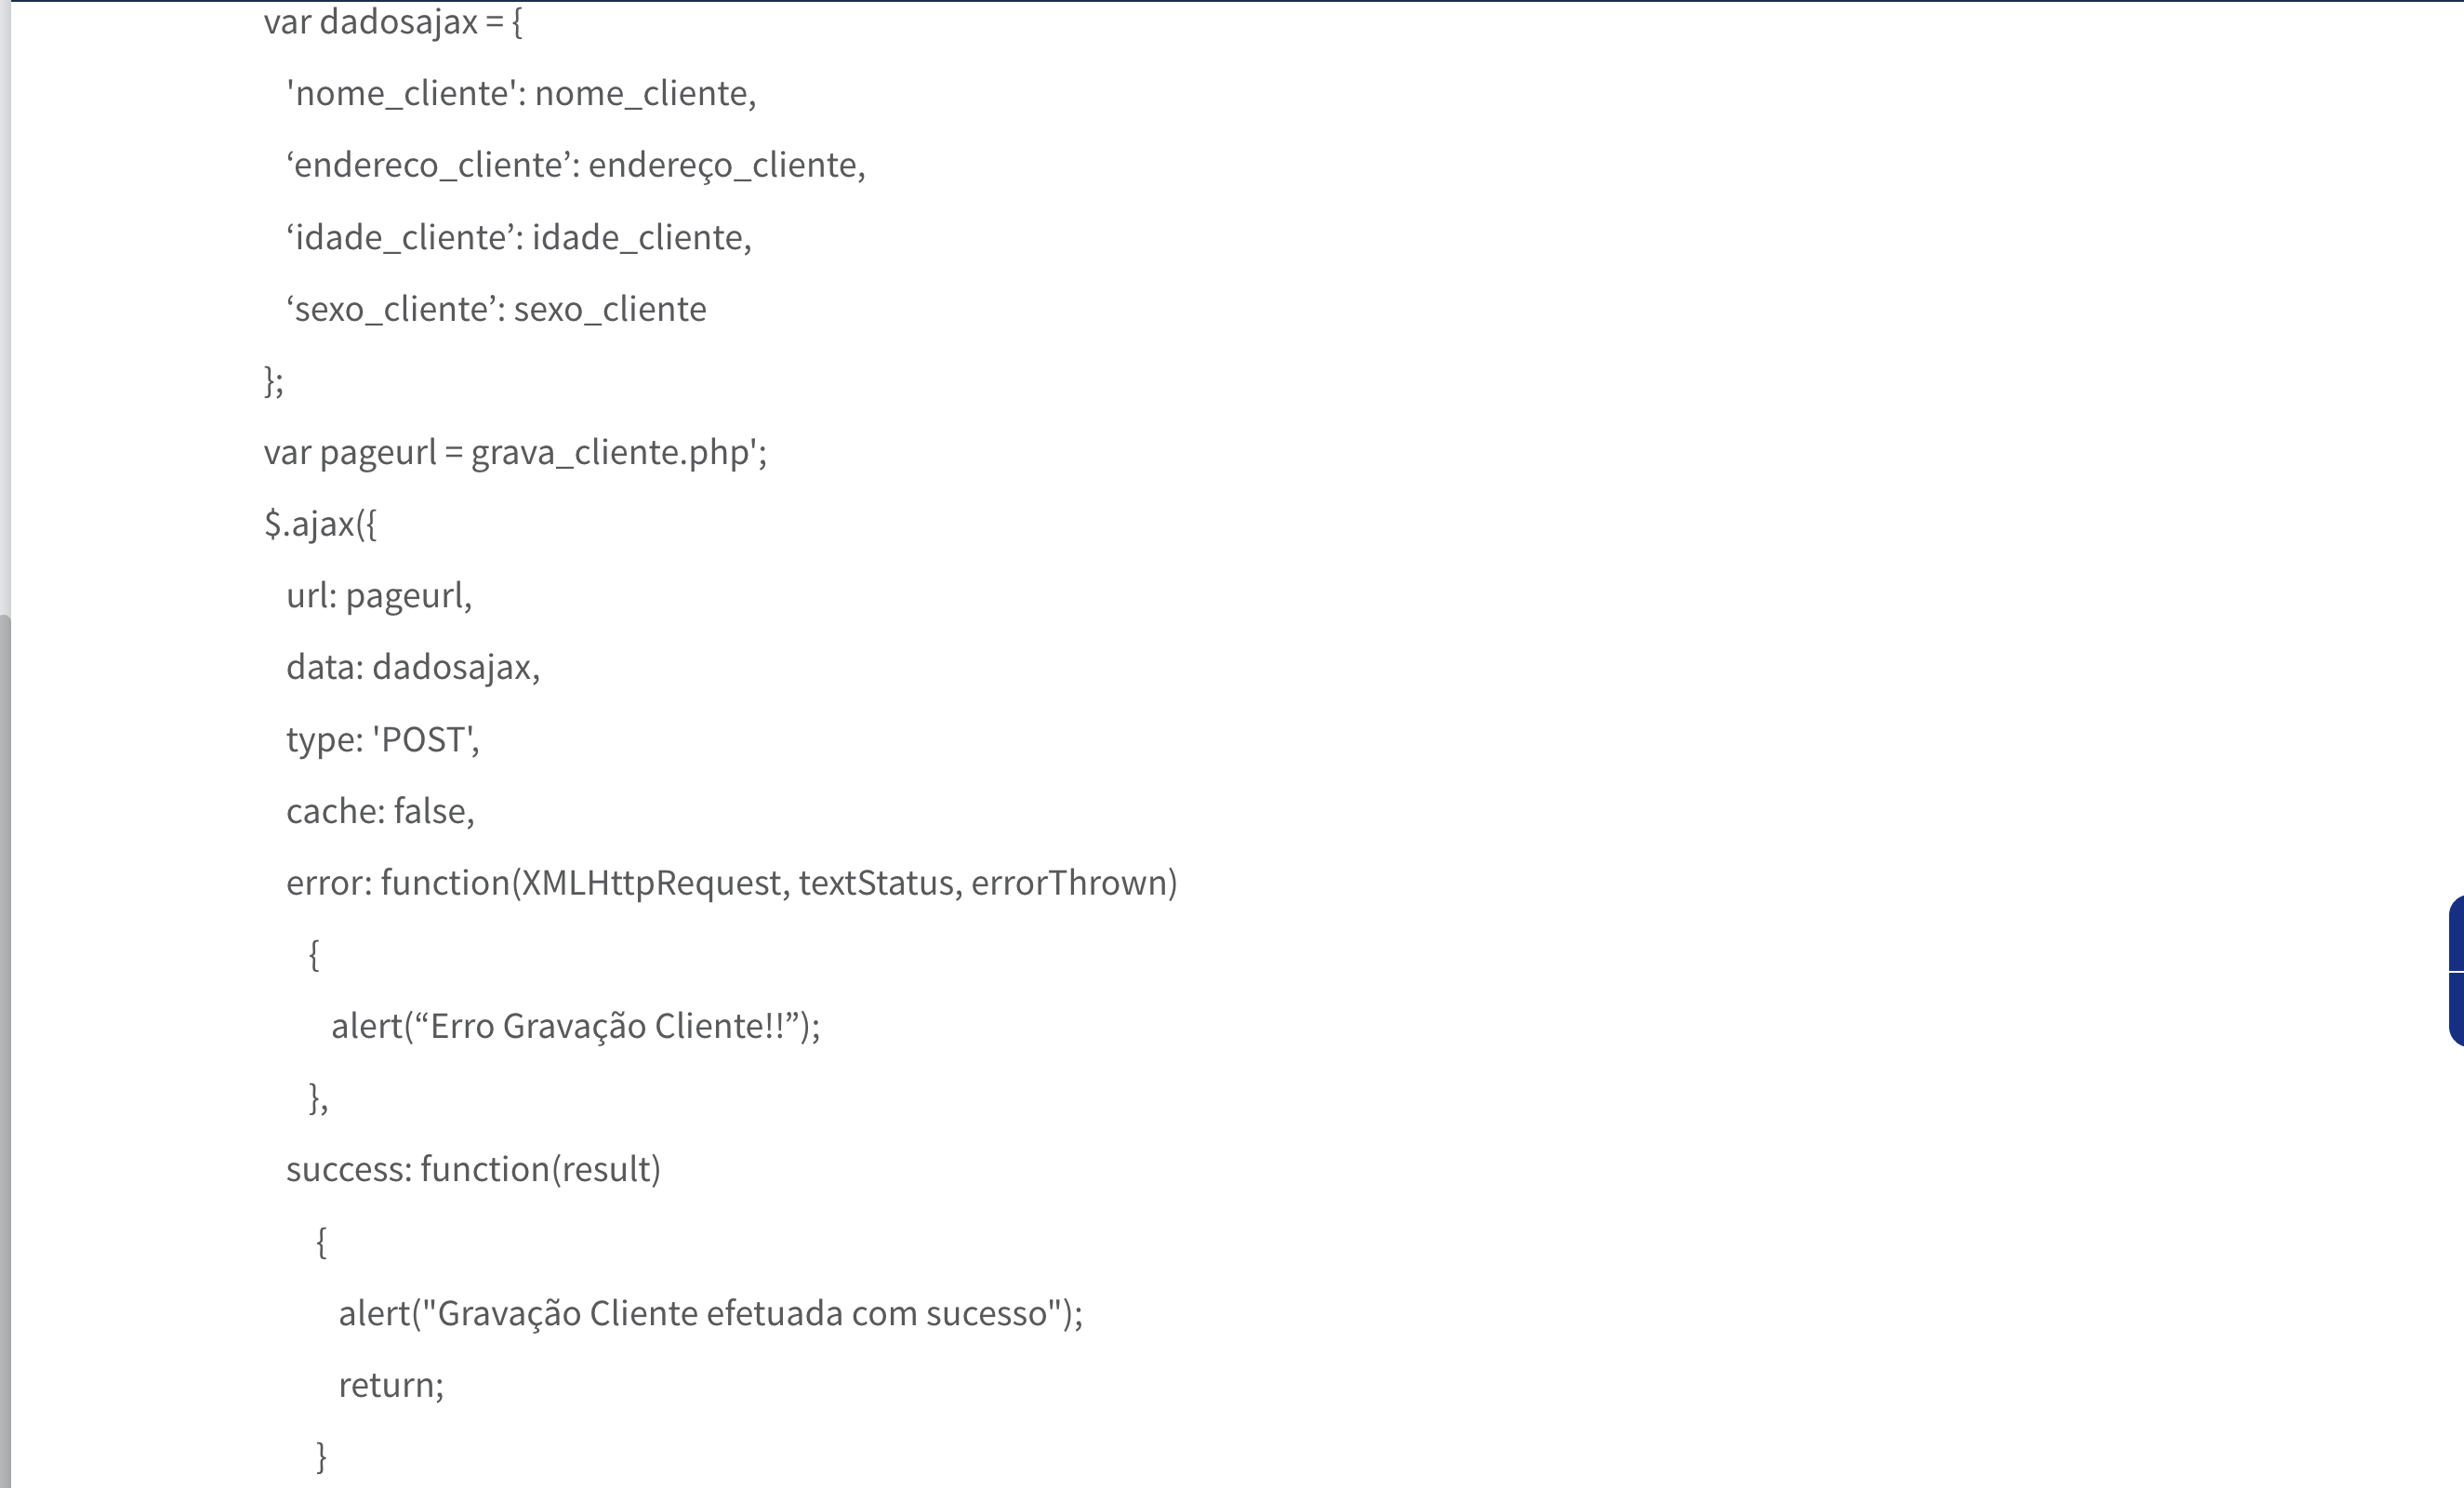 var dadosajax = {
'nome_cliente': nome_cliente,
‘endereco_cliente’: endereço_cliente,
‘idade_cliente’: idade_cliente,
‘sexo_cliente’: sexo_cliente
};
var pageurl = grava_cliente.php';
$.ajax({
url: pageurl,
data: dadosajax,
type: 'POST',
cache: false,
error: function(XMLHttpRequest, textStatus, errorThrown)
{
alert(“Erro Gravação Cliente!!”);
},
success: function(result)
{
alert("Gravação Cliente efetuada com sucesso");
return;
}